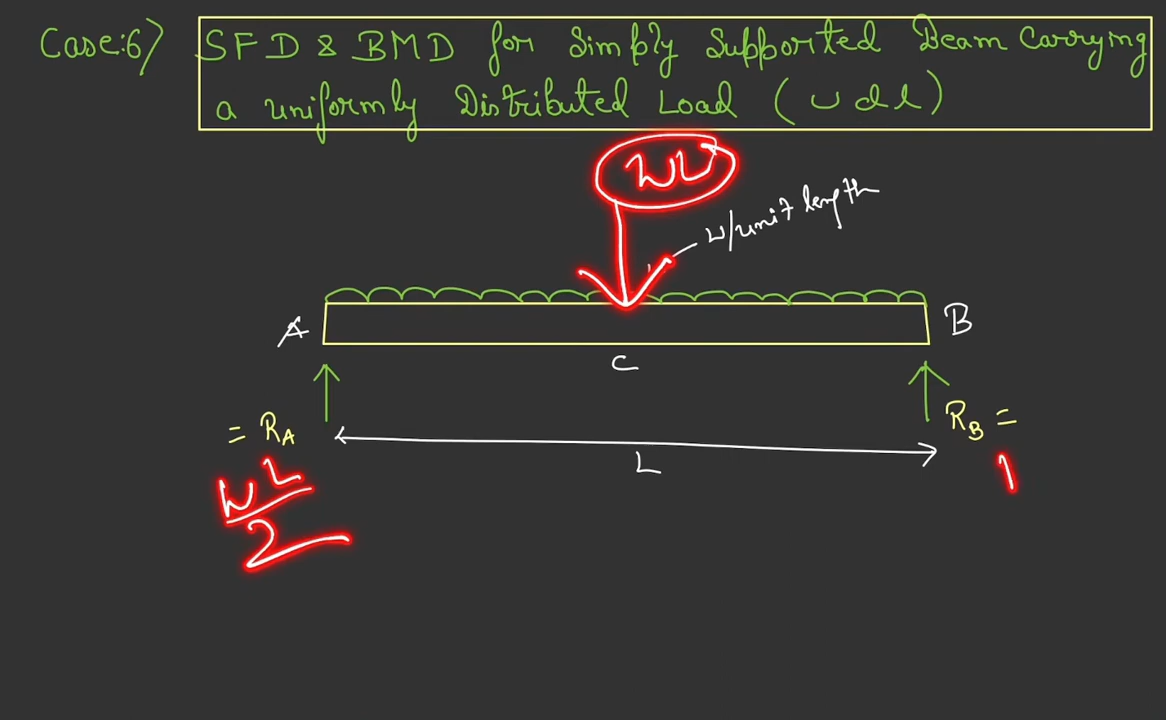 Case:6) SFD & BMD for Simply Supported Beam Carrying
a uniformly Distributed Load (udl)
WL
w/unit length
A
B
C
= RA
RB =
L
WL
2